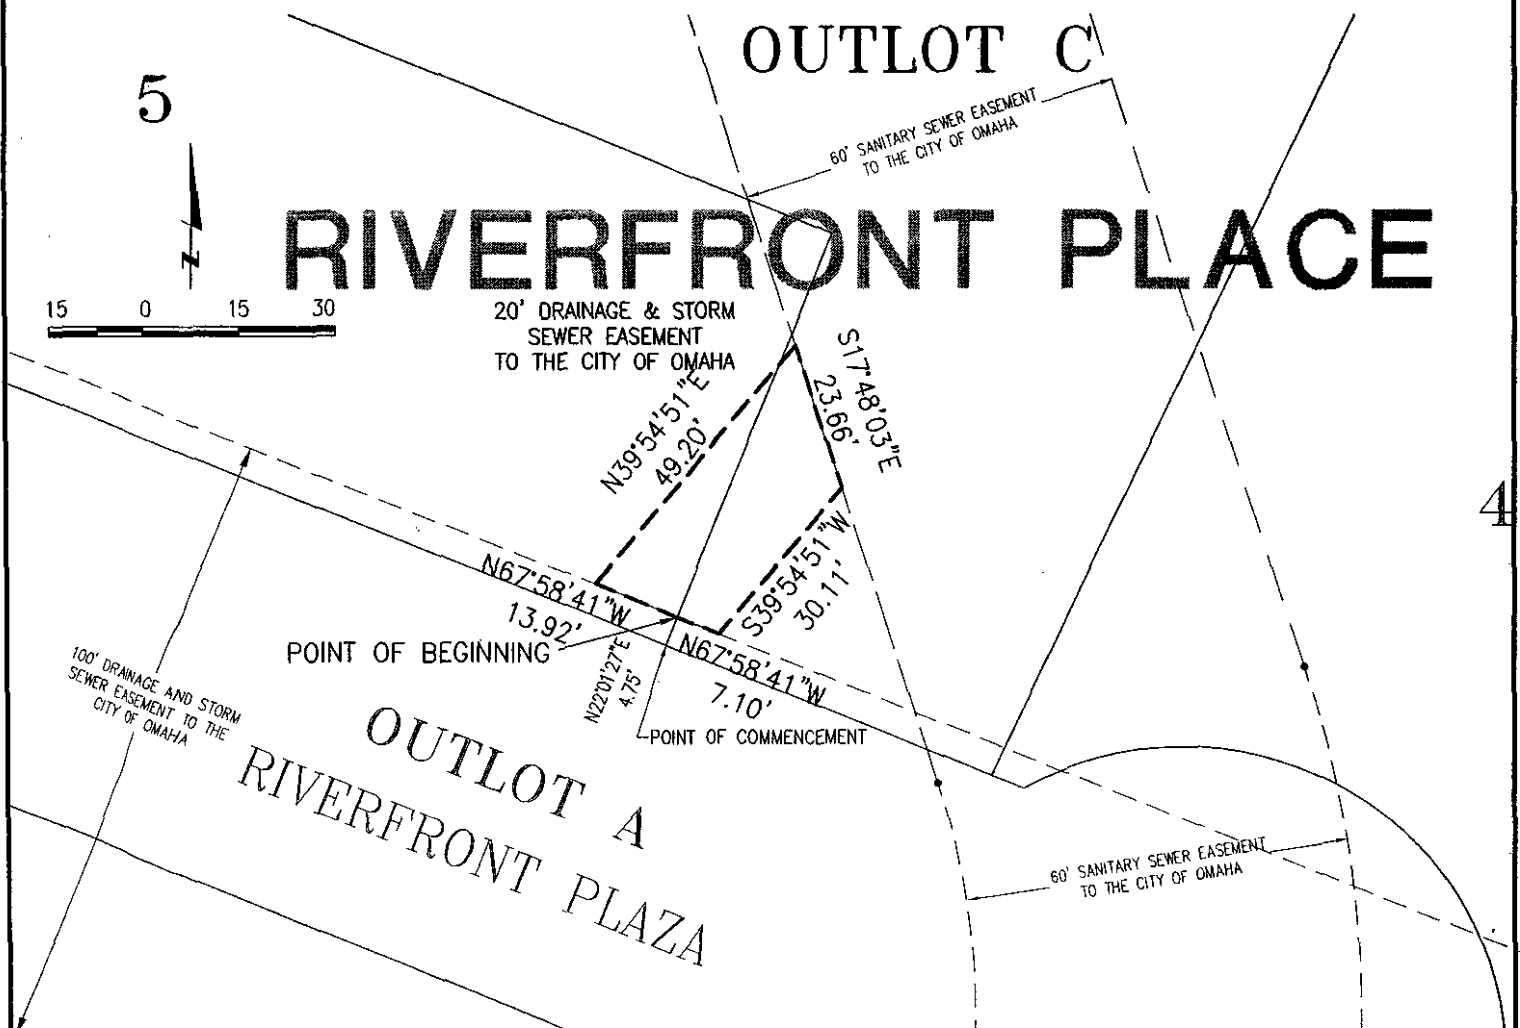 OUTLOT C
5
60' SANITARY SEWER EASEMENT
TO THE CITY OF OMAHA
RIVERFRONT PLACE
N
15 0 15 30
20' DRAINAGE & STORM
SEWER EASEMENT
TO THE CITY OF OMAHA
S17°48'03"E
23.66'
N39°54'51"E
49.20'
4
S39°54'51"W
30.11'
N67°58'41"W
13.92'
POINT OF BEGINNING
N67°58'41"W
7.10'
N22°01'27"E
4.75'
POINT OF COMMENCEMENT
100' DRAINAGE AND STORM
SEWER EASEMENT TO THE
CITY OF OMAHA
OUTLOT A
RIVERFRONT PLAZA
60' SANITARY SEWER EASEMENT
TO THE CITY OF OMAHA